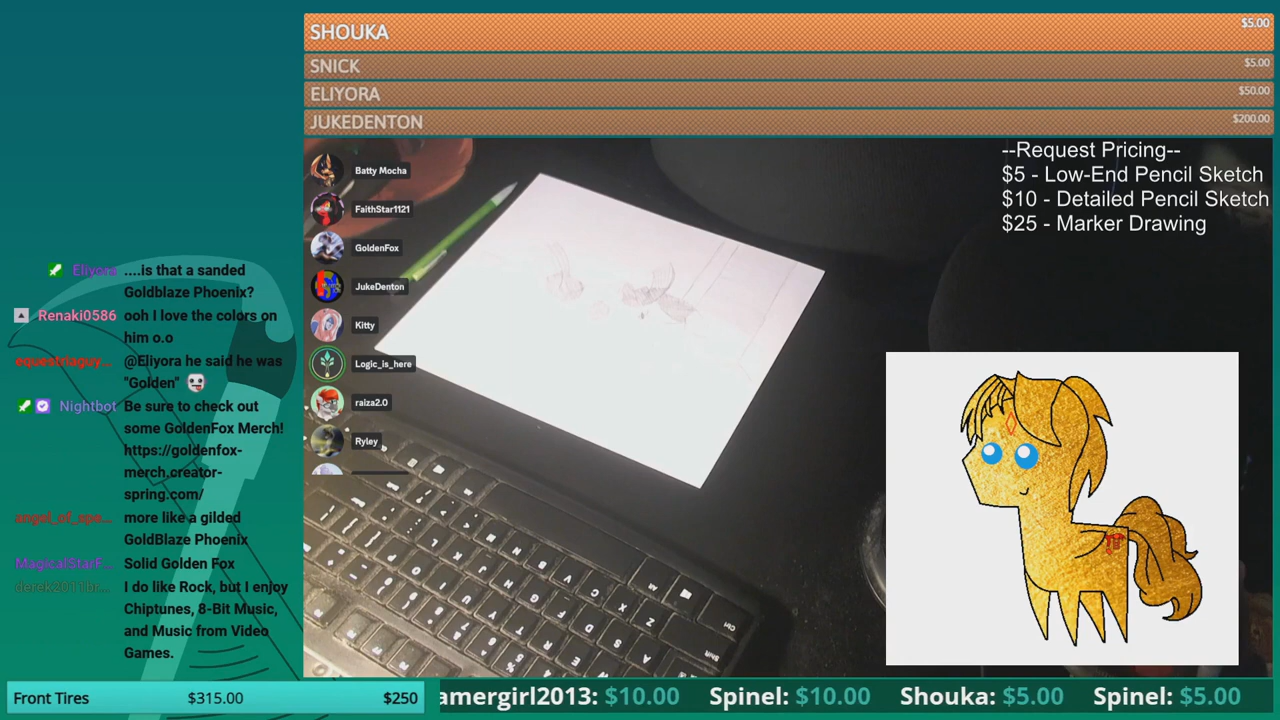 SHOUKA $5.00
SNICK $5.00
ELIYORA $50.00
JUKEDENTON $200.00
--Request Pricing--
$5 - Low-End Pencil Sketch
$10 - Detailed Pencil Sketch
$25 - Marker Drawing
Batty Mocha
FaithStar1121
GoldenFox
JukeDenton
Kitty
Logic_is_here
raiza2.0
Ryley
Eliyora ....is that a sanded
Goldblaze Phoenix?
Renaki0586 ooh I love the colors on
him o.o
equestriaguy... @Eliyora he said he was
"Golden"
Nightbot Be sure to check out
some GoldenFox Merch!
https://goldenfox-
merch.creator-
spring.com/
angel_of_spe... more like a gilded
GoldBlaze Phoenix
MagicalStarF... Solid Golden Fox
derek2011br... I do like Rock, but I enjoy
Chiptunes, 8-Bit Music,
and Music from Video
Games.
Front Tires $315.00 $250
amergirl2013: $10.00 Spinel: $10.00 Shouka: $5.00 Spinel: $5.00